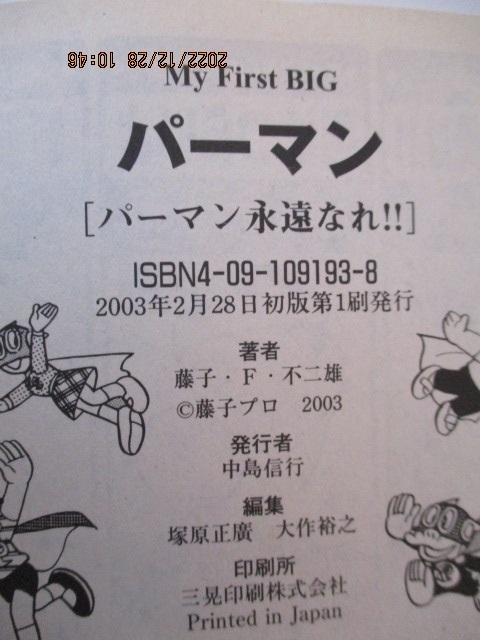 2022/12/28 10:46
My First BIG
パーマン
[パーマン永遠なれ!!]
ISBN4-09-109193-8
2003年2月28日初版第1刷発行
著者
藤子・F・不二雄
©藤子プロ 2003
発行者
中島信行
編集
塚原正廣 大作裕之
印刷所
三晃印刷株式会社
Printed in Japan